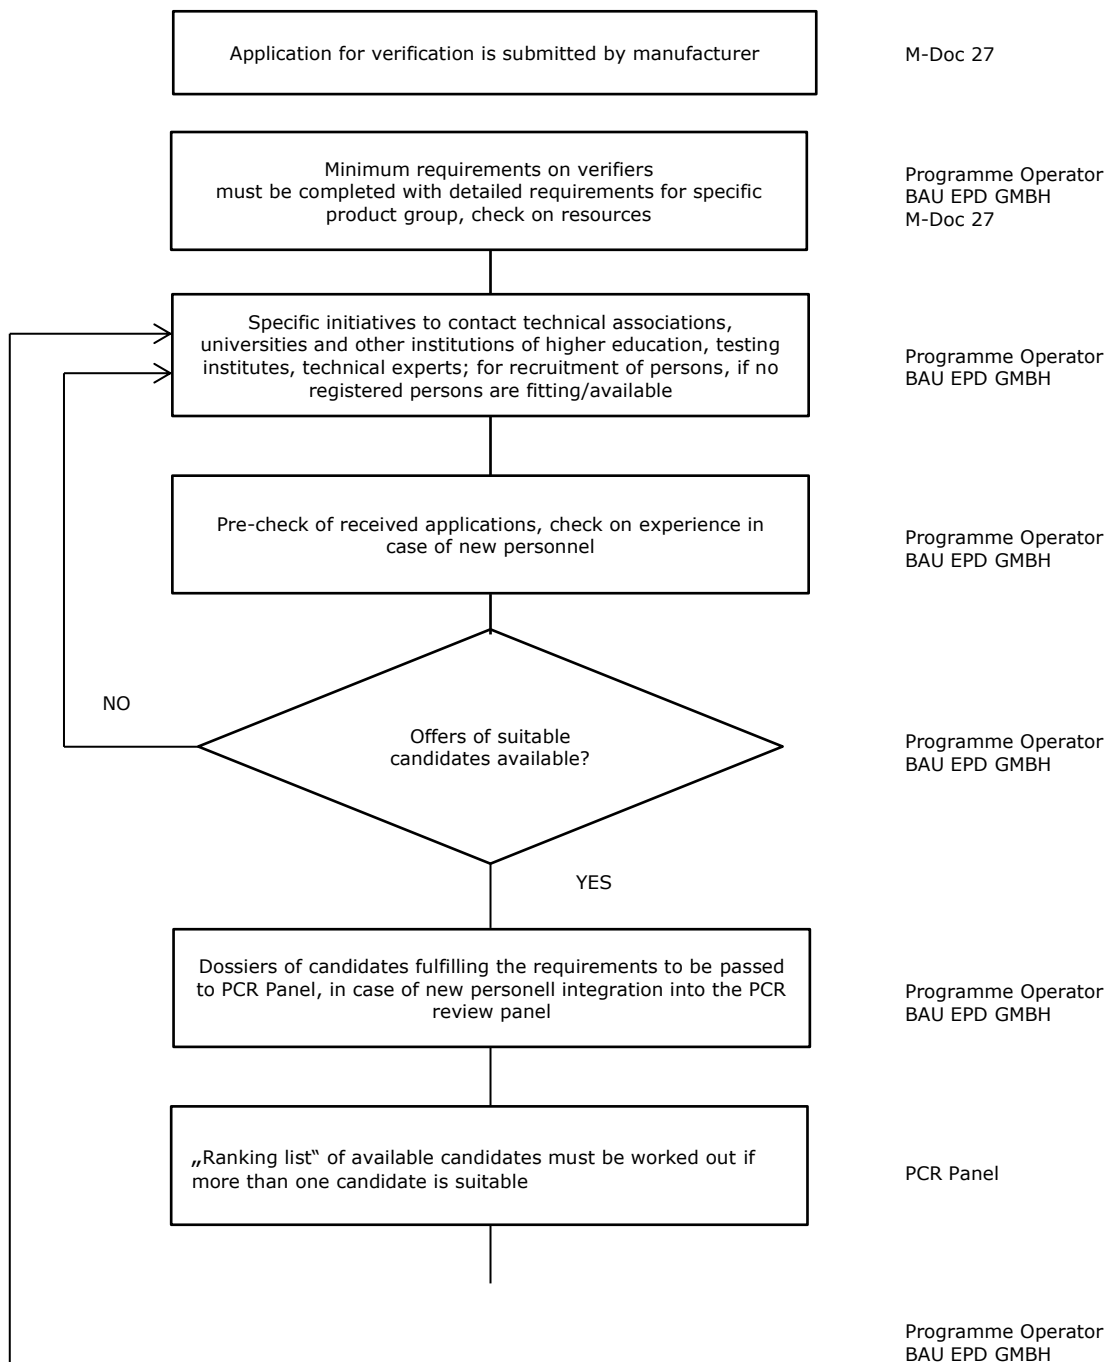 Application for verification is submitted by manufacturer
M-Doc 27
Minimum requirements on verifiers
must be completed with detailed requirements for specific
product group, check on resources
Programme Operator
BAU EPD GMBH
M-Doc 27
Specific initiatives to contact technical associations,
universities and other institutions of higher education, testing
institutes, technical experts; for recruitment of persons, if no
registered persons are fitting/available
Programme Operator
BAU EPD GMBH
Pre-check of received applications, check on experience in
case of new personnel
Programme Operator
BAU EPD GMBH
NO
Offers of suitable
candidates available?
Programme Operator
BAU EPD GMBH
YES
Dossiers of candidates fulfilling the requirements to be passed
to PCR Panel, in case of new personell integration into the PCR
review panel
Programme Operator
BAU EPD GMBH
„Ranking list“ of available candidates must be worked out if
more than one candidate is suitable
PCR Panel
Programme Operator
BAU EPD GMBH